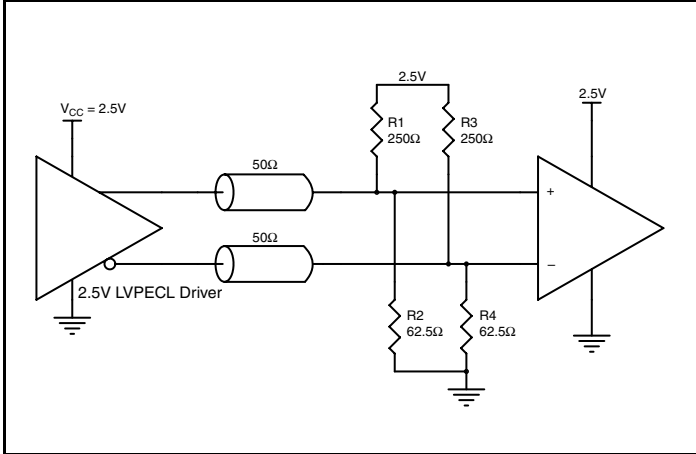 2.5V
V_CC = 2.5V
2.5V
R1
250Ω
R3
250Ω
50Ω
+
50Ω
−
2.5V LVPECL Driver
R2
62.5Ω
R4
62.5Ω